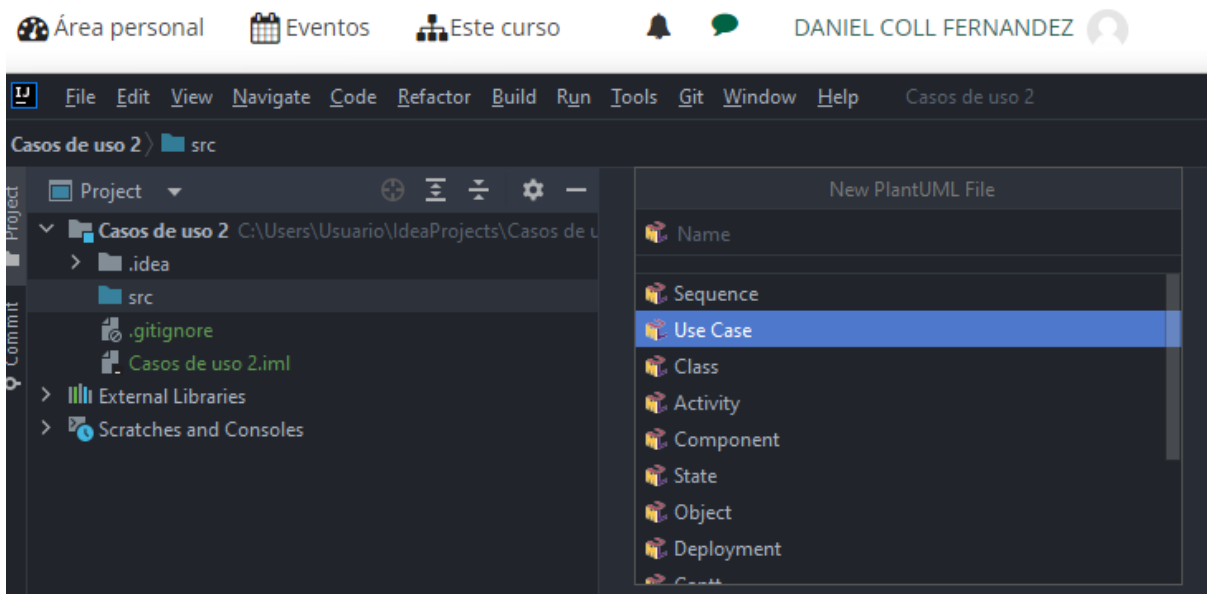 Área personal Eventos Este curso DANIEL COLL FERNANDEZ
IJ File Edit View Navigate Code Refactor Build Run Tools Git Window Help Casos de uso 2
Casos de uso 2 src
Project
Project
New PlantUML File
Casos de uso 2 C:\Users\Usuario\IdeaProjects\Casos de u
Name
.idea
src
Sequence
Commit
.gitignore
Use Case
Casos de uso 2.iml
Class
External Libraries
Activity
Scratches and Consoles
Component
State
Object
Deployment